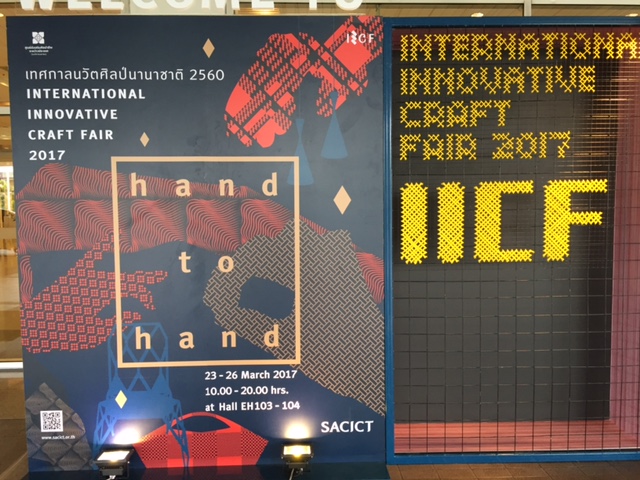 WELCOME TO
IICF
เทศกาลนวัตศิลป์นานาชาติ 2560
INTERNATIONAL
INNOVATIVE
CRAFT FAIR
2017
hand
to
hand
23 - 26 March 2017
10.00 - 20.00 hrs.
at Hall EH103 - 104
SACICT
www.sacict.or.th
INTERNATIONAL
INNOVATIVE
CRAFT
FAIR 2017
IICF